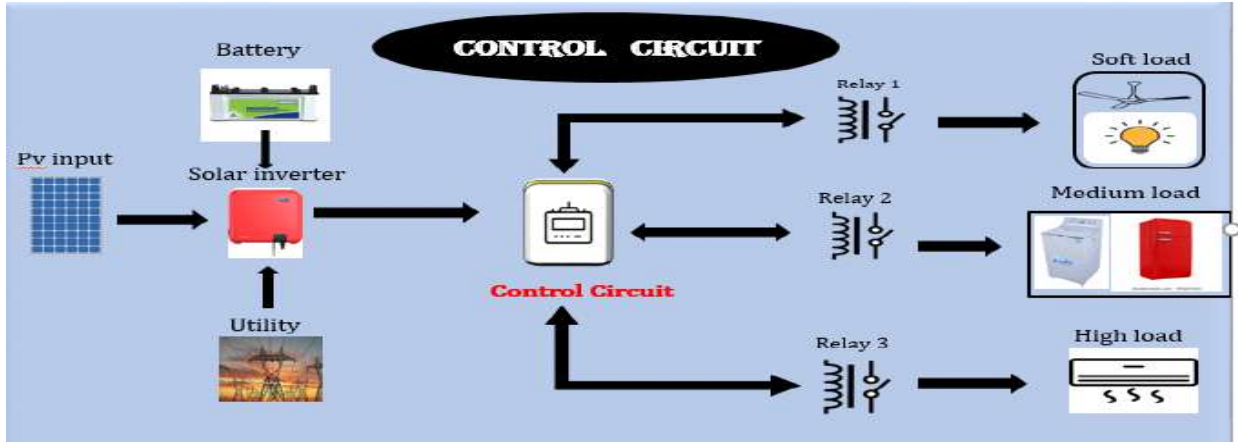 CONTROL CIRCUIT
Battery
Relay 1
Soft load
Pv input
Solar inverter
Relay 2
Medium load
Control Circuit
Utility
Relay 3
High load